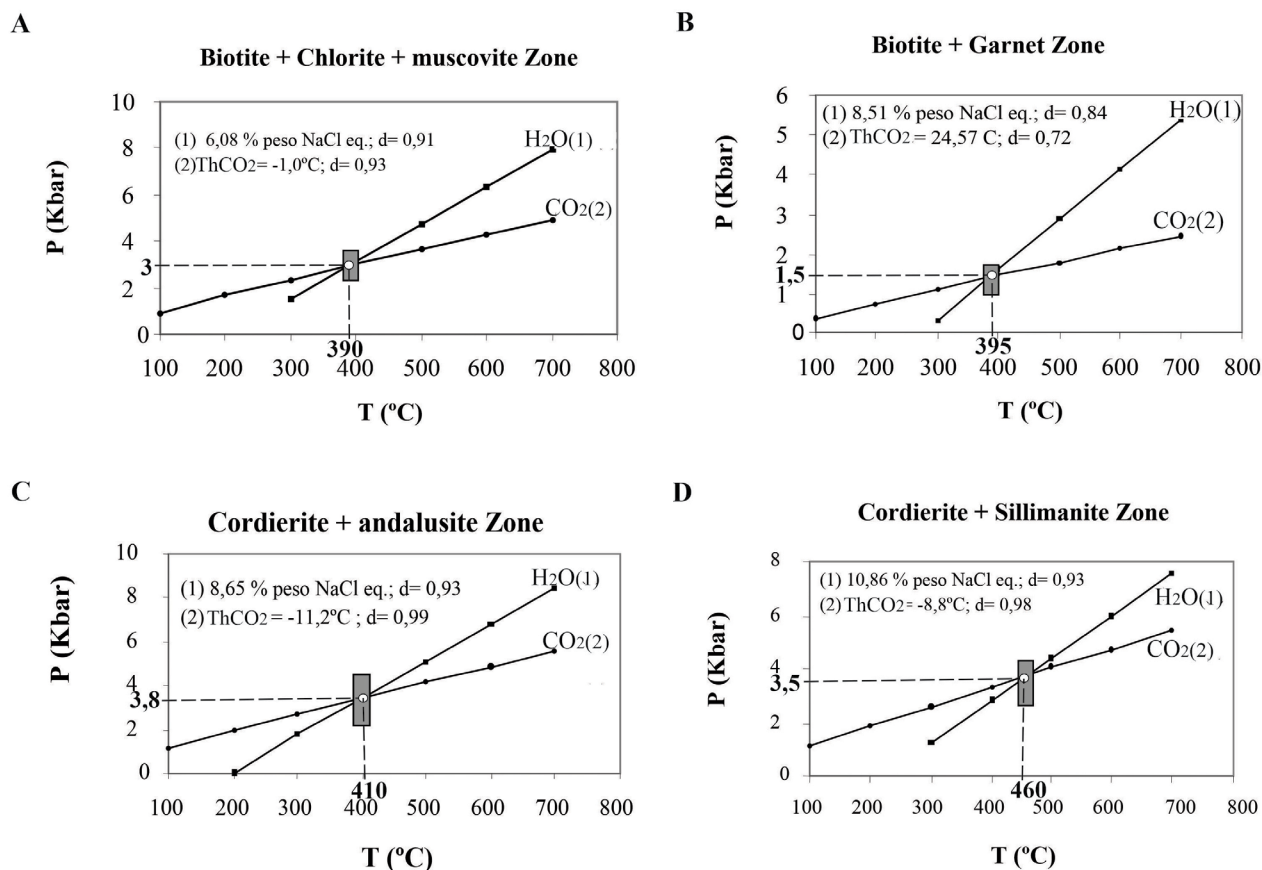 A
Biotite + Chlorite + muscovite Zone
P (Kbar)
10
8
6
4
3
2
0
(1) 6,08 % peso NaCl eq.; d= 0,91
(2)ThCO2= -1,0ºC; d= 0,93
H2O(1)
CO2(2)
390
100 200 300 400 500 600 700 800
T (ºC)
B
Biotite + Garnet Zone
P (Kbar)
6
5
4
3
2
1,5
1
0
(1) 8,51 % peso NaCl eq.; d= 0,84
(2) ThCO2= 24,57 C; d= 0,72
H2O(1)
CO2(2)
395
100 200 300 400 500 600 700 800
T (ºC)
C
Cordierite + andalusite Zone
P (Kbar)
10
8
6
4
3,8
2
0
(1) 8,65 % peso NaCl eq.; d= 0,93
(2) ThCO2= -11,2ºC ; d= 0,99
H2O(1)
CO2(2)
410
100 200 300 400 500 600 700 800
T (ºC)
D
Cordierite + Sillimanite Zone
P (Kbar)
8
6
4
3,5
2
0
(1) 10,86 % peso NaCl eq.; d= 0,93
(2) ThCO2= -8,8ºC; d= 0,98
H2O(1)
CO2(2)
460
100 200 300 400 500 600 700 800
T (ºC)